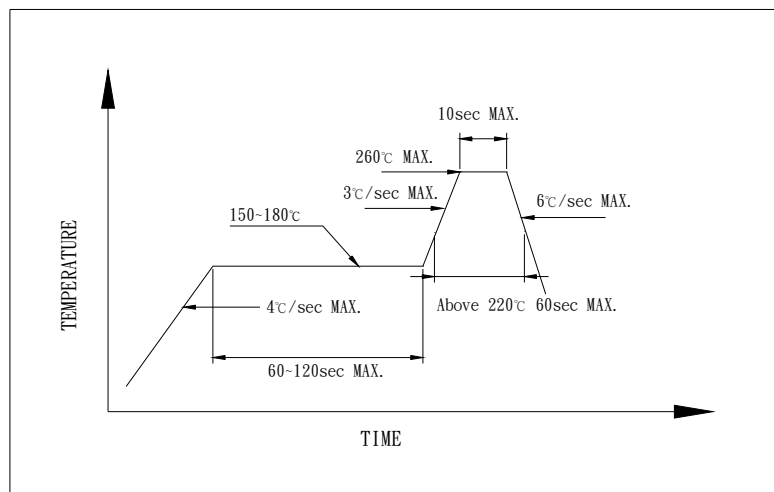 10sec MAX.
260℃ MAX.
3℃/sec MAX.
6℃/sec MAX.
150~180℃
4℃/sec MAX.
Above 220℃ 60sec MAX.
60~120sec MAX.
TEMPERATURE
TIME